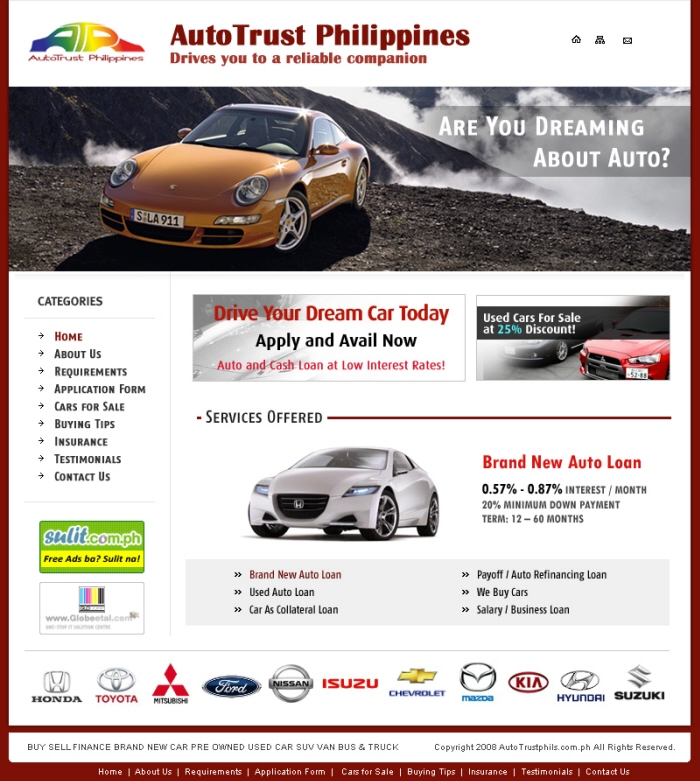 AutoTrust Philippines
AutoTrust Philippines
Drives you to a reliable companion
ARE YOU DREAMING
ABOUT AUTO?
S:LA 911
CATEGORIES
HOME
ABOUT US
REQUIREMENTS
APPLICATION FORM
CARS FOR SALE
BUYING TIPS
INSURANCE
TESTIMONIALS
CONTACT US
sulit.com.ph
Free Ads ba? Sulit na!
www.Globeetal.com
ONE-STOP IT SOLUTION CENTRE
Drive Your Dream Car Today
Apply and Avail Now
Auto and Cash Loan at Low Interest Rates!
Used Cars For Sale
at 25% Discount!
52-88
SERVICES OFFERED
Brand New Auto Loan
0.57% - 0.87% INTEREST / MONTH
20% MINIMUM DOWN PAYMENT
TERM: 12 – 60 MONTHS
Brand New Auto Loan
Used Auto Loan
Car As Collateral Loan
Payoff / Auto Refinancing Loan
We Buy Cars
Salary / Business Loan
HONDA TOYOTA MITSUBISHI Ford NISSAN ISUZU CHEVROLET mazda KIA HYUNDAI SUZUKI
BUY SELL FINANCE BRAND NEW CAR PRE OWNED USED CAR SUV VAN BUS & TRUCK Copyright 2008 AutoTrustphils.com.ph All Rights Reserved.
Home | About Us | Requirements | Application Form | Cars for Sale | Buying Tips | Insurance | Testimonials | Contact Us